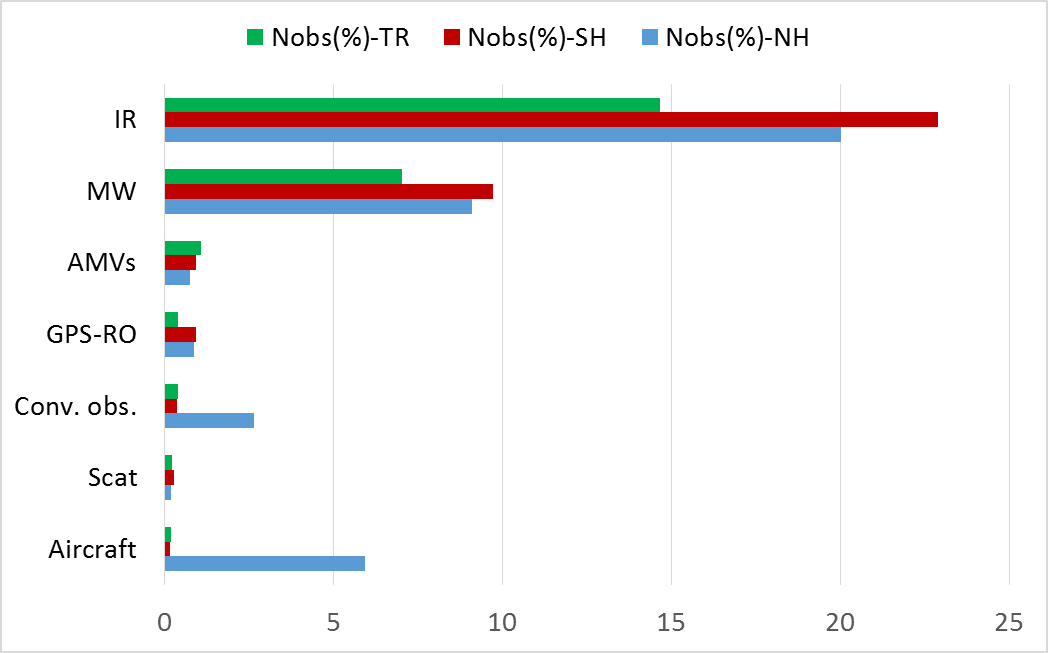 Nobs(%)-TR Nobs(%)-SH Nobs(%)-NH
IR
MW
AMVs
GPS-RO
Conv. obs.
Scat
Aircraft
0 5 10 15 20 25